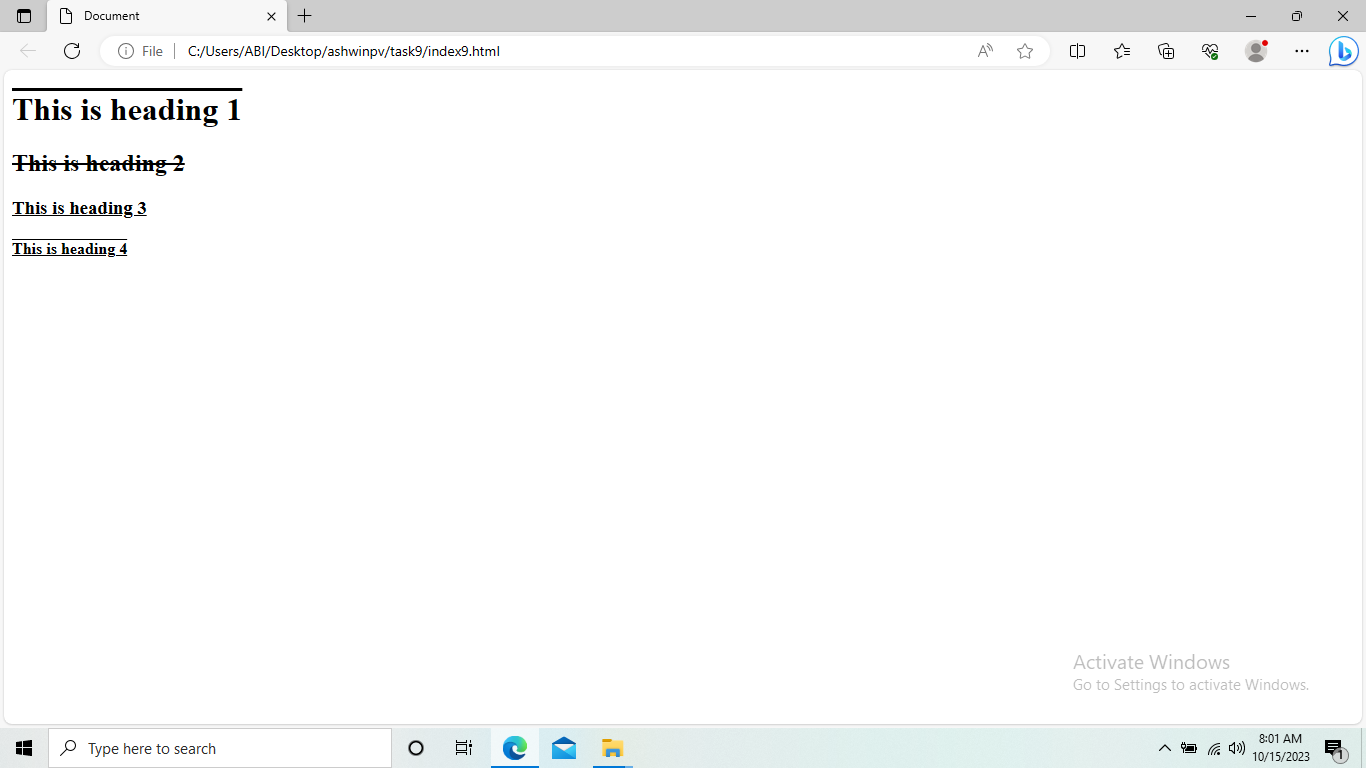 Document
File
C:/Users/ABI/Desktop/ashwinpv/task9/index9.html
This is heading 1
This is heading 2
This is heading 3
This is heading 4
Activate Windows
Go to Settings to activate Windows.
Type here to search
8:01 AM
10/15/2023
1